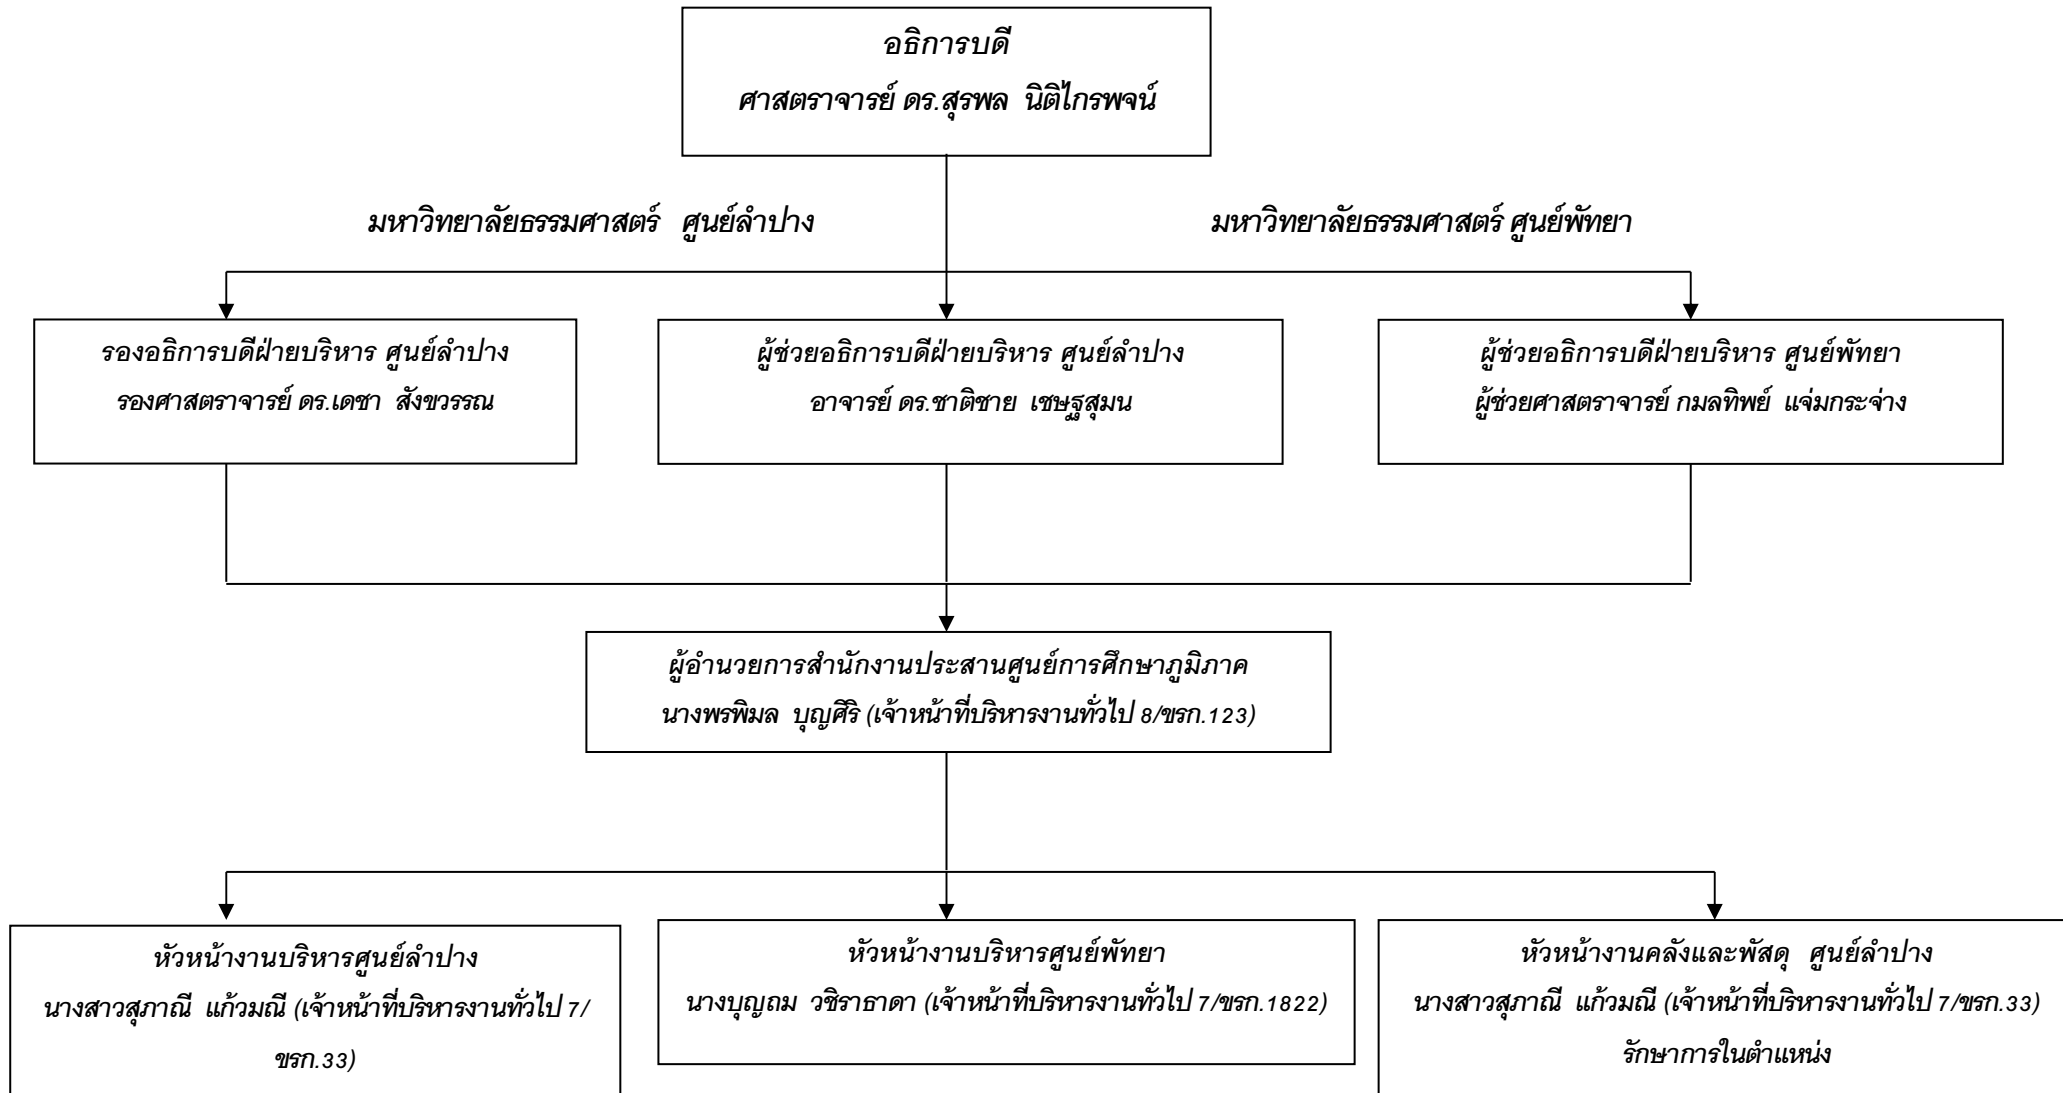 อธิการบดี
ศาสตราจารย์ ดร.สุรพล นิติไกรพจน์
มหาวิทยาลัยธรรมศาสตร์ ศูนย์ลำปาง
มหาวิทยาลัยธรรมศาสตร์ ศูนย์พัทยา
รองอธิการบดีฝ่ายบริหาร ศูนย์ลำปาง
รองศาสตราจารย์ ดร.เดชา สังขวรรณ
ผู้ช่วยอธิการบดีฝ่ายบริหาร ศูนย์ลำปาง
อาจารย์ ดร.ชาติชาย เชษฐสุมน
ผู้ช่วยอธิการบดีฝ่ายบริหาร ศูนย์พัทยา
ผู้ช่วยศาสตราจารย์ กมลทิพย์ แจ่มกระจ่าง
ผู้อำนวยการสำนักงานประสานศูนย์การศึกษาภูมิภาค
นางพรพิมล บุญศิริ (เจ้าหน้าที่บริหารงานทั่วไป 8/ขรก.123)
หัวหน้างานบริหารศูนย์ลำปาง
นางสาวสุภาณี แก้วมณี (เจ้าหน้าที่บริหารงานทั่วไป 7/
ขรก.33)
หัวหน้างานบริหารศูนย์พัทยา
นางบุญถม วชิราธาดา (เจ้าหน้าที่บริหารงานทั่วไป 7/ขรก.1822)
หัวหน้างานคลังและพัสดุ ศูนย์ลำปาง
นางสาวสุภาณี แก้วมณี (เจ้าหน้าที่บริหารงานทั่วไป 7/ขรก.33)
รักษาการในตำแหน่ง